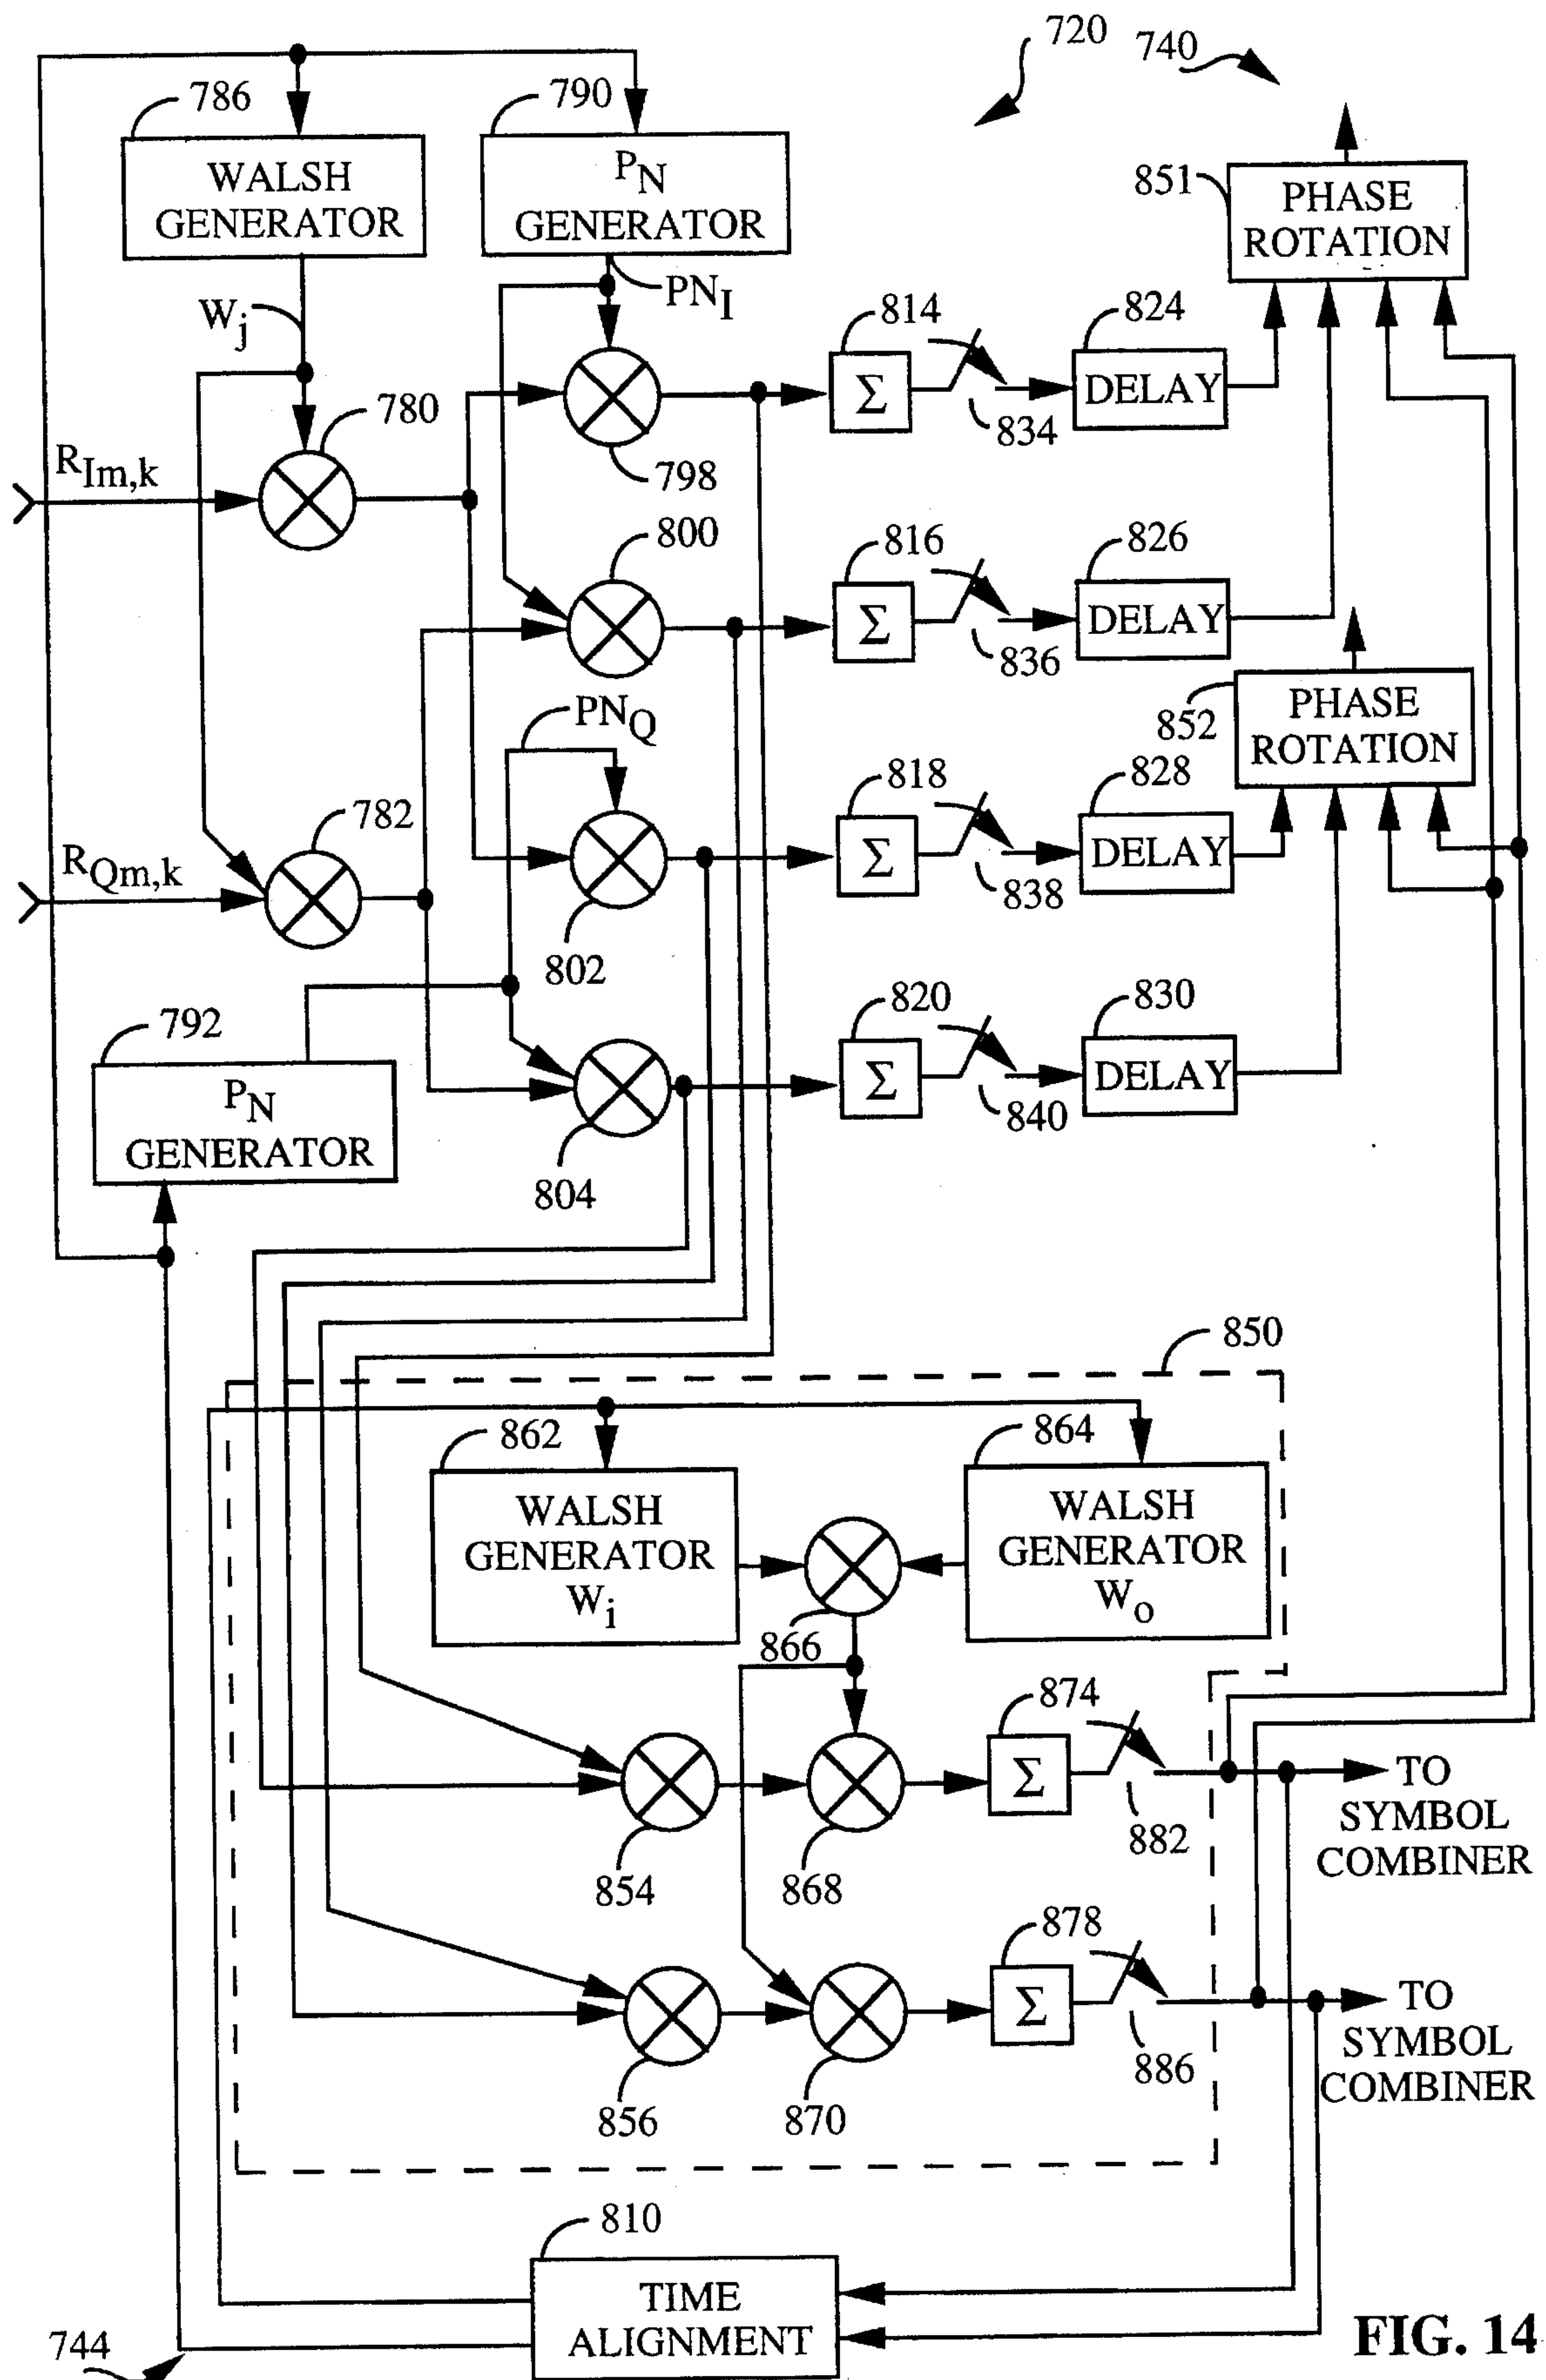 720
740
786
790
WALSH
GENERATOR
PN
GENERATOR
851
PHASE
ROTATION
Wj
PNI
814
824
780
Σ
DELAY
834
RIm,k
798
800
816
826
Σ
DELAY
836
PNQ
852
PHASE
ROTATION
782
818
828
Σ
DELAY
838
RQm,k
802
792
820
830
PN
GENERATOR
Σ
DELAY
840
804
850
862
864
WALSH
GENERATOR
Wi
WALSH
GENERATOR
Wo
866
874
Σ
882
TO
SYMBOL
COMBINER
854
868
878
Σ
886
TO
SYMBOL
COMBINER
856
870
810
TIME
ALIGNMENT
744
FIG. 14